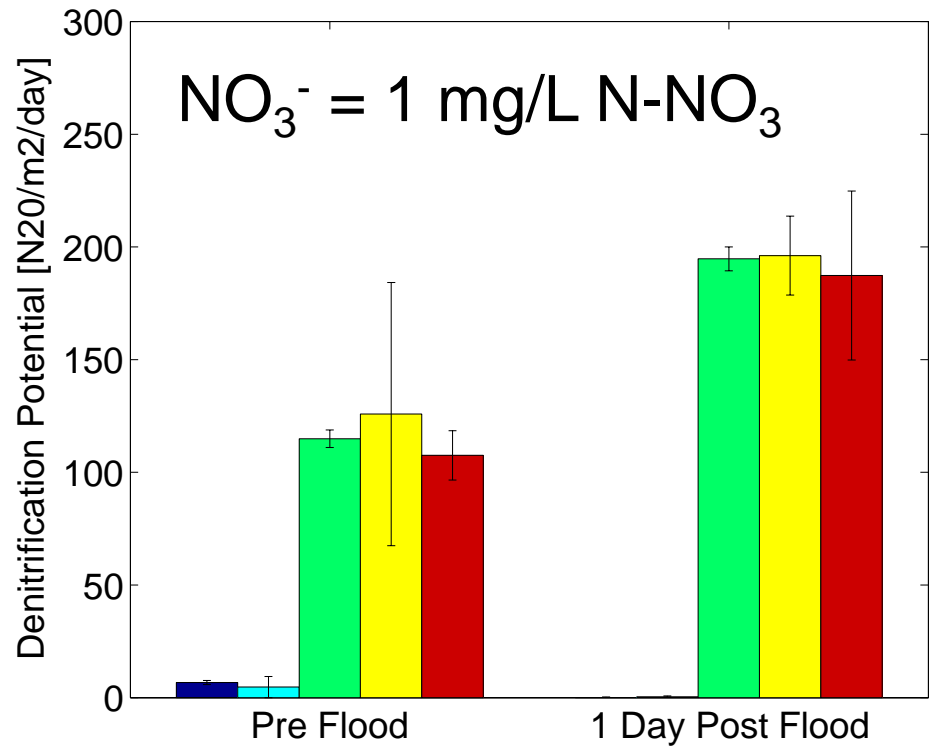 300
250
200
150
100
50
0
Denitrification Potential [N20/m2/day]
NO₃⁻ = 1 mg/L N-NO₃
Pre Flood
1 Day Post Flood